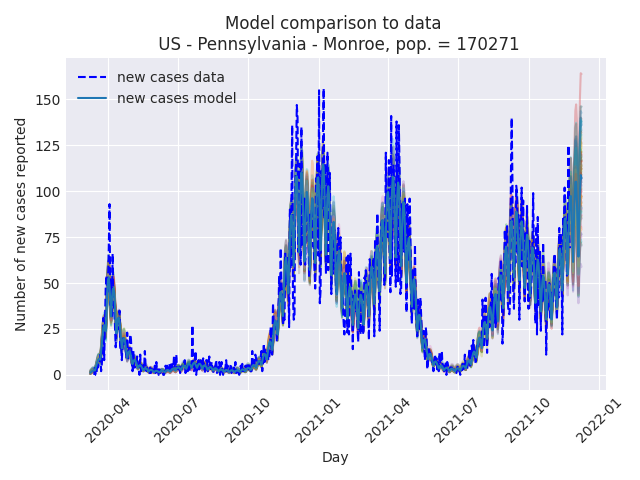 Model comparison to data
US - Pennsylvania - Monroe, pop. = 170271
new cases data
new cases model
Number of new cases reported
150
125
100
75
50
25
0
2020-04
2020-07
2020-10
2021-01
2021-04
2021-07
2021-10
2022-01
Day